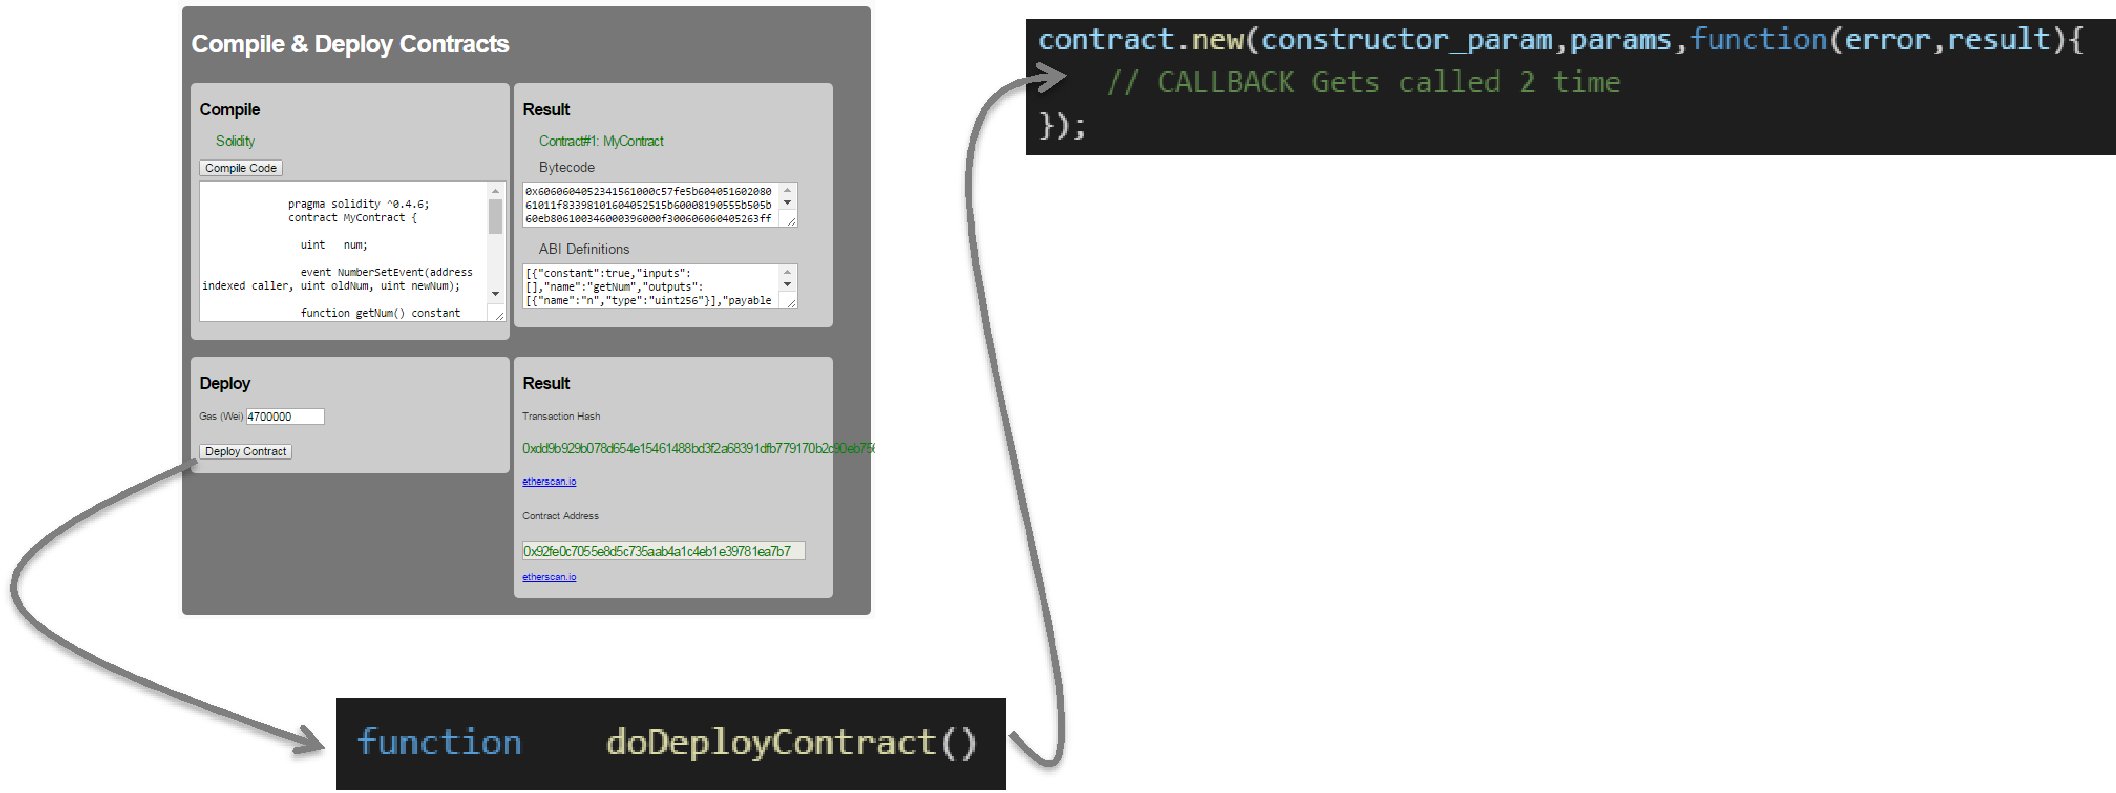 Compile & Deploy Contracts
Compile
Solidity
Compile Code
pragma solidity ^0.4.6;
contract MyContract {
uint num;
event NumberSetEvent(address
indexed caller, uint oldNum, uint newNum);
function getNum() constant
Result
Contract#1: MyContract
Bytecode
0x6060604052341561000c57fe5b604051602080
61011f83398101604052515b60008190555b505b
60eb806100346000396000f300606060405263ff
ABI Definitions
[{"constant":true,"inputs":
[],"name":"getNum","outputs":
[{"name":"n","type":"uint256"}],"payable
Deploy
Gas (Wei) 4700000
Deploy Contract
Result
Transaction Hash
0xdd9b929b078d654e15461488bd3f2a68391dfb779170b2c90eb756
etherscan.io
Contract Address
0x92fe0c7055e8d5c735aab4a1c4eb1e39781ea7b7
etherscan.io
function doDeployContract()
contract.new(constructor_param,params,function(error,result){
// CALLBACK Gets called 2 time
});